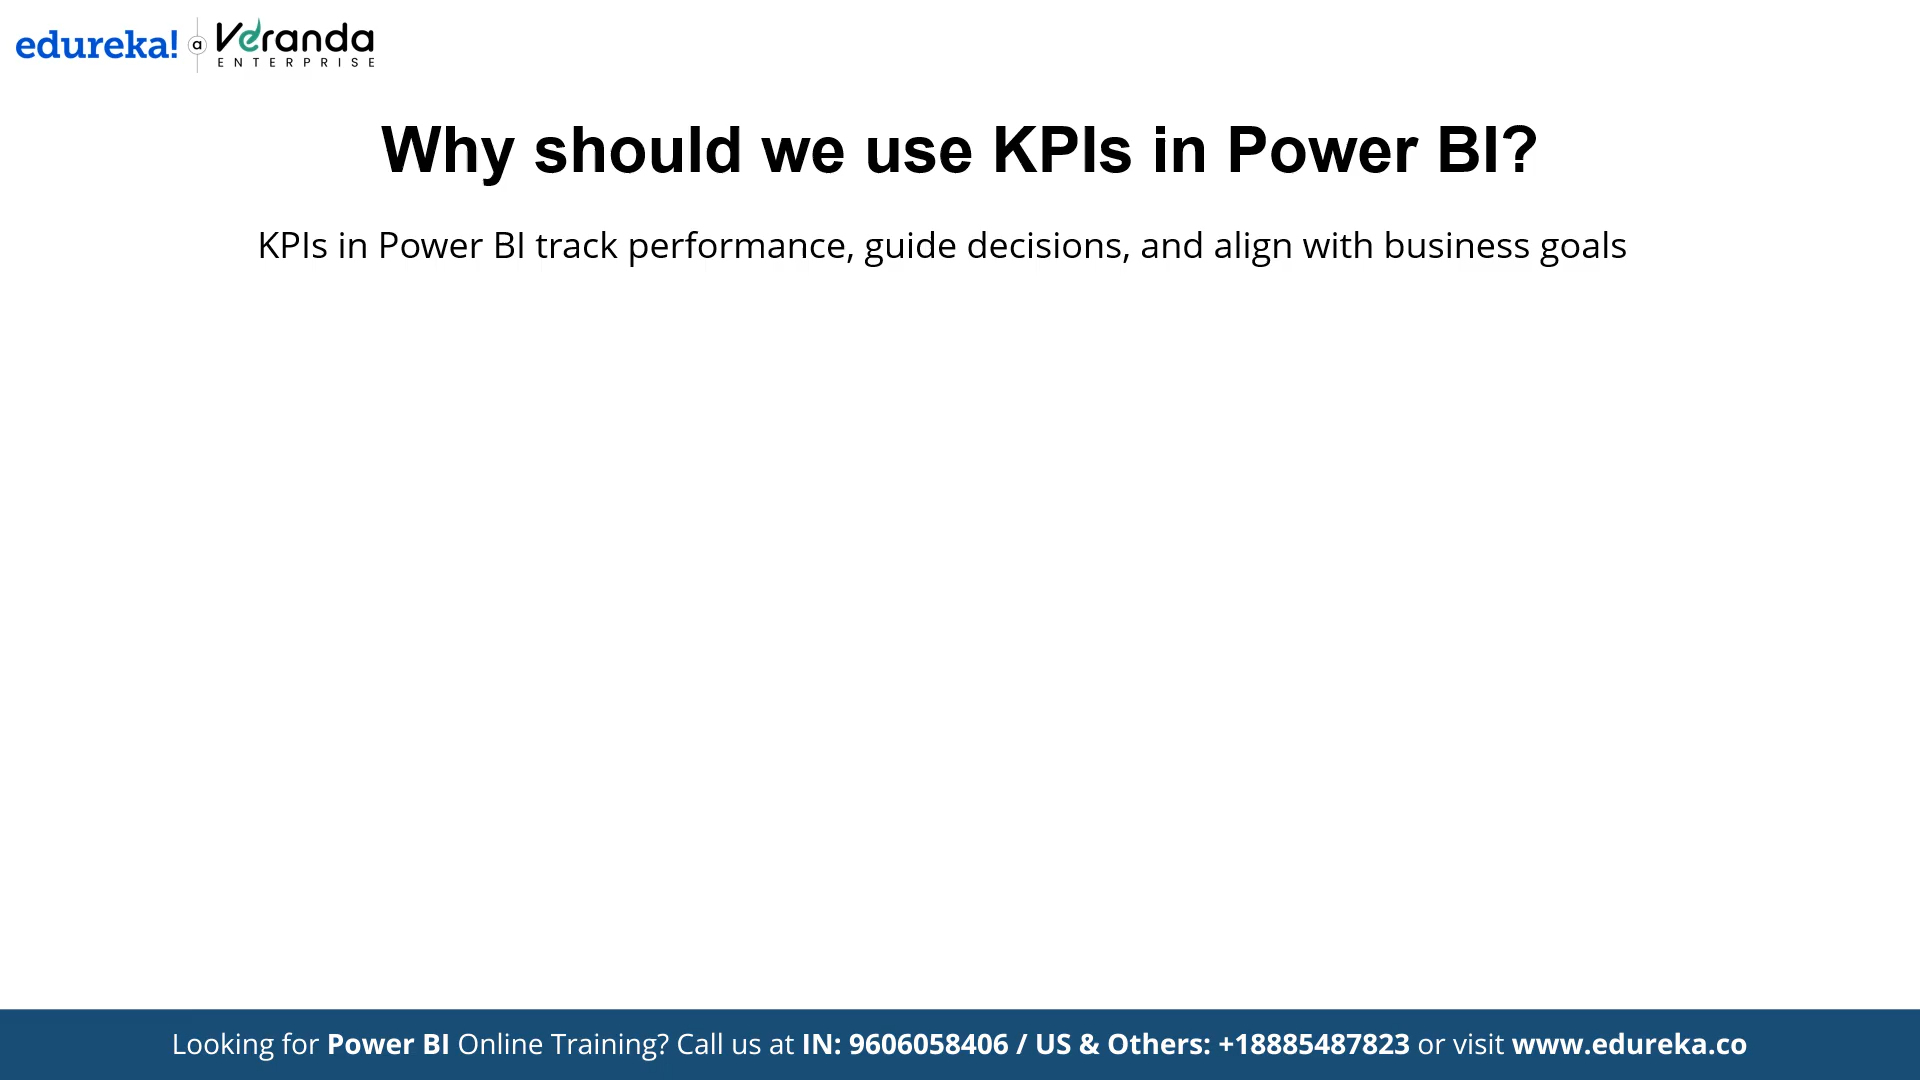 edureka! a Veranda
ENTERPRISE
Why should we use KPIs in Power BI?
KPIs in Power BI track performance, guide decisions, and align with business goals
Looking for Power BI Online Training? Call us at IN: 9606058406 / US & Others: +18885487823 or visit www.edureka.co